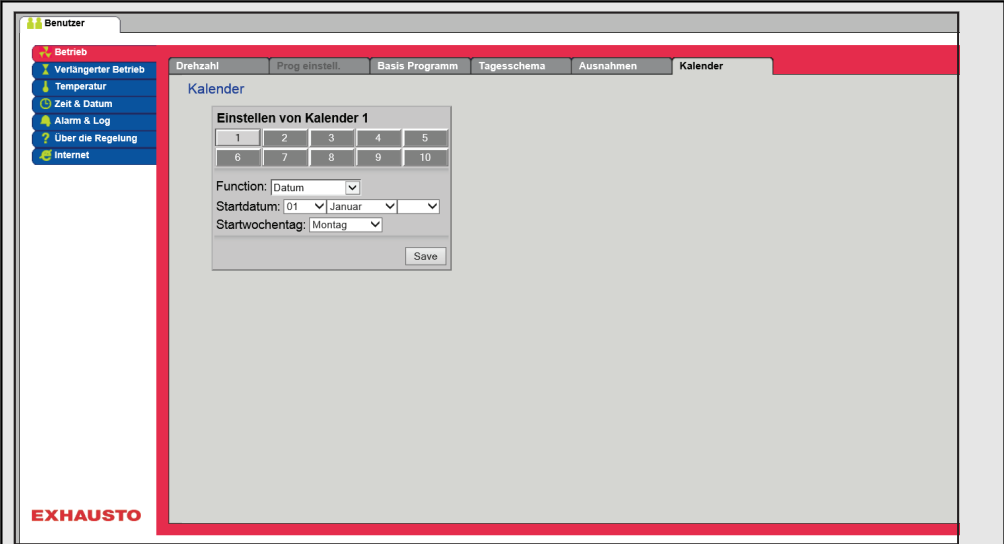 Benutzer
Betrieb
Verlängerter Betrieb
Temperatur
Zeit & Datum
Alarm & Log
Über die Regelung
Internet
Drehzahl Prog einstell. Basis Programm Tagesschema Ausnahmen Kalender
Kalender
Einstellen von Kalender 1
1 2 3 4 5
6 7 8 9 10
Function: Datum
Startdatum: 01 Januar
Startwochentag: Montag
Save
EXHAUSTO